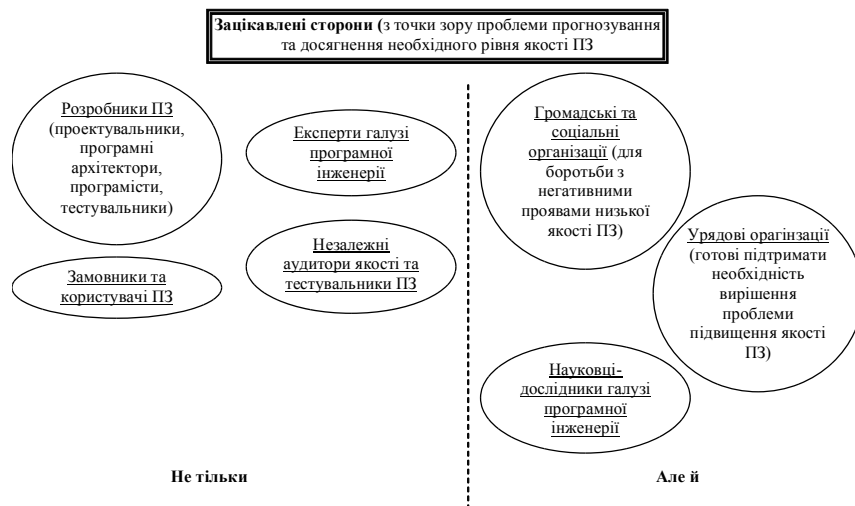 Зацікавлені сторони (з точки зору проблеми прогнозування
та досягнення необхідного рівня якості ПЗ
Розробники ПЗ
(проектувальники,
програмні
архітектори,
програмісти,
тестувальники)
Експерти галузі
програмної
інженерії
Незалежні
аудитори якості та
тестувальники ПЗ
Замовники та
користувачі ПЗ
Громадські та
соціальні
організації (для
боротьби з
негативними
проявами низької
якості ПЗ)
Урядові орагінзації
(готові підтримати
необхідність
вирішення
проблеми
підвищення якості
ПЗ)
Науковці-
дослідники галузі
програмної
інженерії
Не тільки
Але й